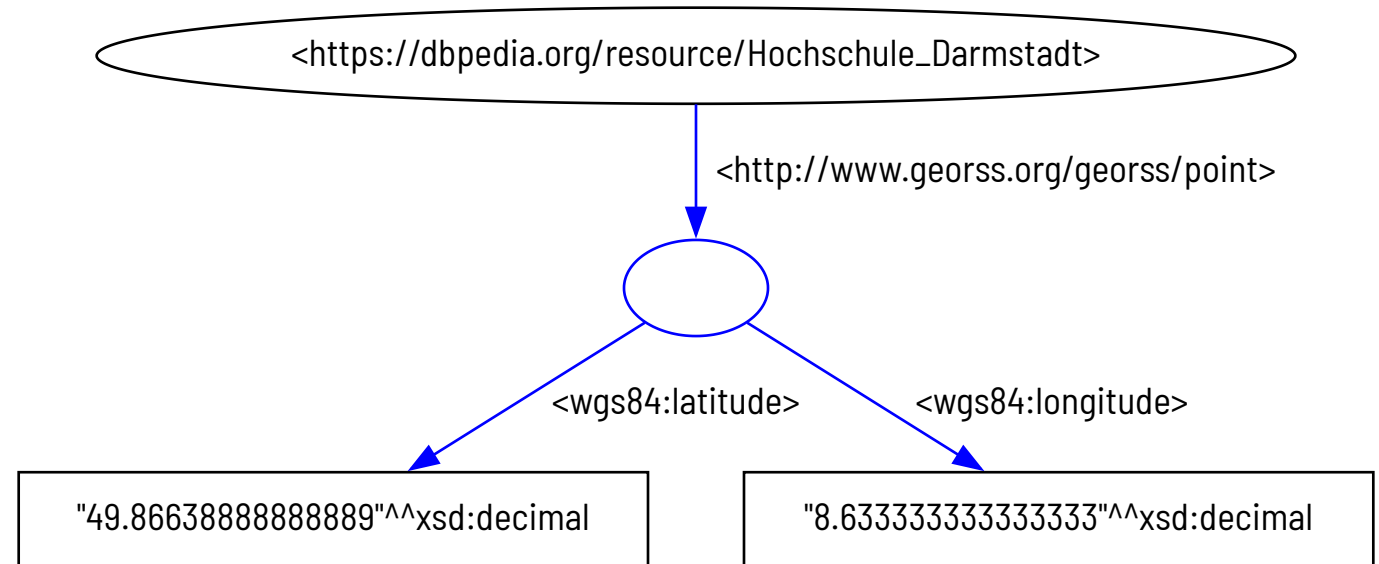 <https://dbpedia.org/resource/Hochschule_Darmstadt>
<http://www.georss.org/georss/point>
<wgs84:latitude>
<wgs84:longitude>
"49.86638888888889"^^xsd:decimal
"8.633333333333333"^^xsd:decimal